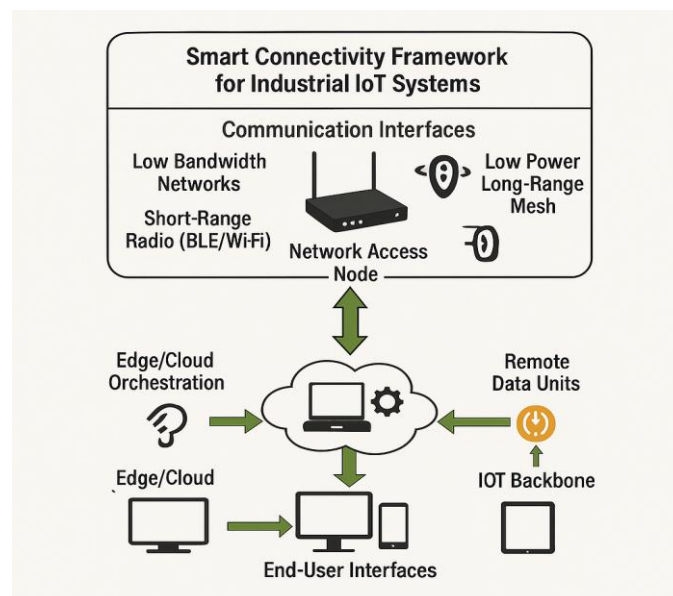 Smart Connectivity Framework
for Industrial IoT Systems
Communication Interfaces
Low Bandwidth
Networks
Short-Range
Radio (BLE/Wi-Fi)
Network Access
Node
Low Power
Long-Range
Mesh
Edge/Cloud
Orchestration
Remote
Data Units
Edge/Cloud
IOT Backbone
End-User Interfaces